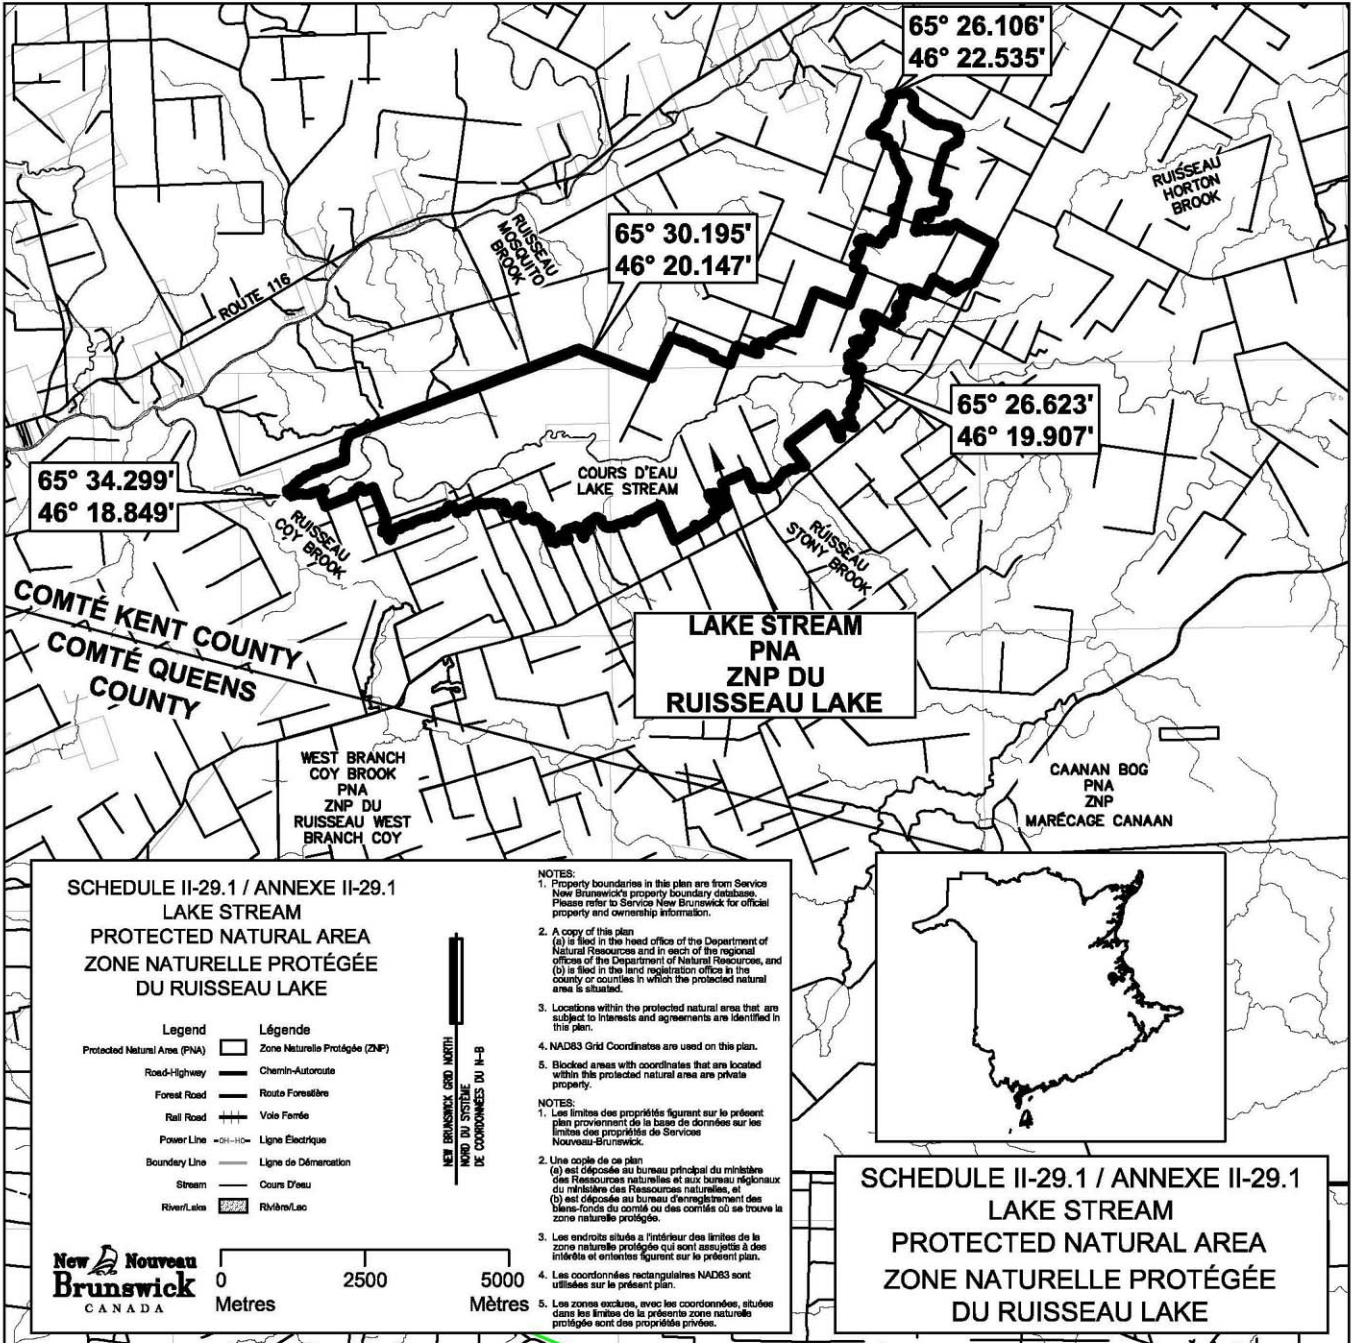 65° 26.106'
46° 22.535'
RUISSEAU
HORTON
BROOK
RUISSEAU
MOSQUITO
BROOK
65° 30.195'
46° 20.147'
ROUTE 116
65° 26.623'
46° 19.907'
65° 34.299'
46° 18.849'
COURS D'EAU
LAKE STREAM
RUISSEAU
COY BROOK
RUISSEAU
STONY BROOK
COMTÉ KENT COUNTY
COMTÉ QUEENS
COUNTY
LAKE STREAM
PNA
ZNP DU
RUISSEAU LAKE
WEST BRANCH
COY BROOK
PNA
ZNP DU
RUISSEAU WEST
BRANCH COY
CAANAN BOG
PNA
ZNP
MARÉCAGE CANAAN
SCHEDULE II-29.1 / ANNEXE II-29.1
LAKE STREAM
PROTECTED NATURAL AREA
ZONE NATURELLE PROTÉGÉE
DU RUISSEAU LAKE
Legend Légende
Protected Natural Area (PNA) Zone Naturelle Protégée (ZNP)
Road-Highway Chemin-Autoroute
Forest Road Route Forestière
Rail Road Voie Ferrée
Power Line OH-HO Ligne Électrique
Boundary Line Ligne de Démarcation
Stream Cours D'eau
River/Lake Rivière/Lac
NEW BRUNSWICK GRID NORTH
NORD DU SYSTÈME
DE COORDONNÉES DU N-B
New Nouveau
Brunswick
CANADA
0 2500 5000
Metres Mètres
NOTES:
1. Property boundaries in this plan are from Service
New Brunswick's property boundary database.
Please refer to Service New Brunswick for official
property and ownership information.
2. A copy of this plan
(a) is filed in the head office of the Department of
Natural Resources and in each of the regional
offices of the Department of Natural Resources, and
(b) is filed in the land registration office in the
county or counties in which the protected natural
area is situated.
3. Locations within the protected natural area that are
subject to interests and agreements are identified in
this plan.
4. NAD83 Grid Coordinates are used on this plan.
5. Blocked areas with coordinates that are located
within this protected natural area are private
property.
NOTES:
1. Les limites des propriétés figurant sur le présent
plan proviennent de la base de données sur les
limites des propriétés de Services
Nouveau-Brunswick.
2. Une copie de ce plan
(a) est déposée au bureau principal du ministère
des Ressources naturelles et aux bureau régionaux
du ministère des Ressources naturelles, et
(b) est déposée au bureau d'enregistrement des
biens-fonds du comté ou des comtés où se trouve la
zone naturelle protégée.
3. Les endroits situés a l'intérieur des limites de la
zone naturelle protégée qui sont assujettis à des
intérêts et ententes figurent sur le présent plan.
4. Les coordonnées rectangulaires NAD83 sont
utilisées sur le présent plan.
5. Les zones exclues, avec les coordonnées, situées
dans les limites de la présente zone naturelle
protégée sont des propriétés privées.
SCHEDULE II-29.1 / ANNEXE II-29.1
LAKE STREAM
PROTECTED NATURAL AREA
ZONE NATURELLE PROTÉGÉE
DU RUISSEAU LAKE